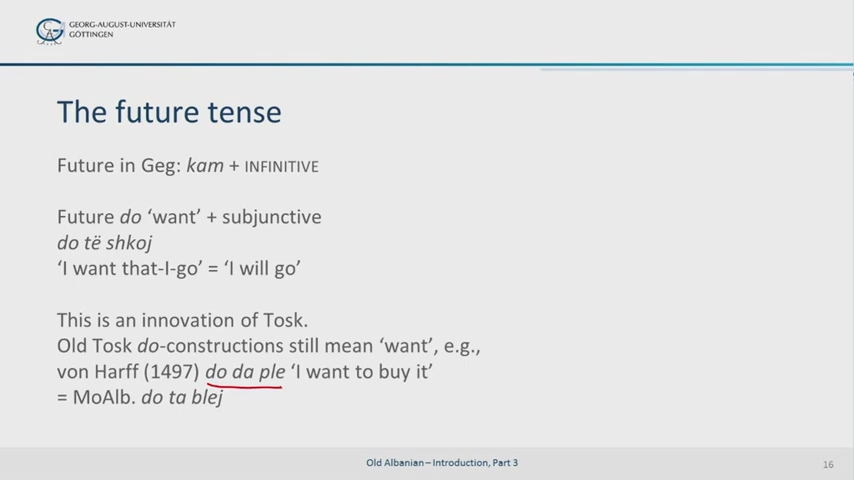 GEORG-AUGUST-UNIVERSITÄT
GÖTTINGEN
The future tense
Future in Geg: kam + INFINITIVE
Future do ‘want’ + subjunctive
do të shkoj
‘I want that-I-go’ = ‘I will go’
This is an innovation of Tosk.
Old Tosk do-constructions still mean ‘want’, e.g.,
von Harff (1497) do da ple ‘I want to buy it’
= MoAlb. do ta blej
Old Albanian – Introduction, Part 3
16